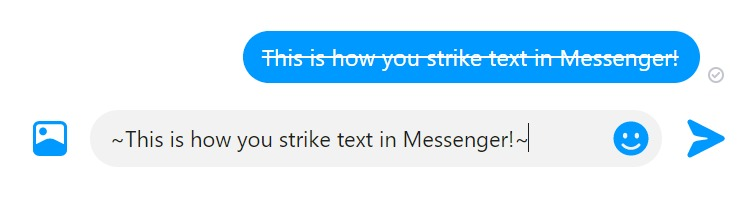 This is how you strike text in Messenger!
~This is how you strike text in Messenger!~